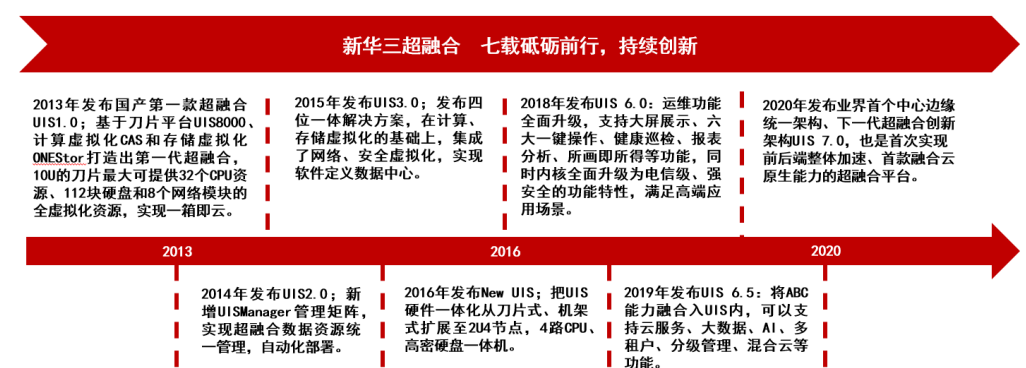 新华三超融合 七载砥砺前行，持续创新
2013年发布国产第一款超融合
UIS1.0；基于刀片平台UIS8000、
计算虚拟化CAS和存储虚拟化
ONEStor打造出第一代超融合，
10U的刀片最大可提供32个CPU资
源、112块硬盘和8个网络模块的
全虚拟化资源，实现一箱即云。
2015年发布UIS3.0；发布四
位一体解决方案，在计算、
存储虚拟化的基础上，集成
了网络、安全虚拟化，实现
软件定义数据中心。
2018年发布UIS 6.0：运维功能
全面升级，支持大屏展示、六
大一键操作、健康巡检、报表
分析、所画即所得等功能，同
时内核全面升级为电信级、强
安全的功能特性，满足高端应
用场景。
2020年发布业界首个中心边缘
统一架构、下一代超融合创新
架构UIS 7.0，也是首次实现
前后端整体加速、首款融合云
原生能力的超融合平台。
2013
2016
2020
2014年发布UIS2.0；新
增UISManager管理矩阵，
实现超融合数据资源统
一管理，自动化部署。
2016年发布New UIS；把UIS
硬件一体化从刀片式、机架
式扩展至2U4节点，4路CPU、
高密硬盘一体机。
2019年发布UIS 6.5：将ABC
能力融合入UIS内，可以支
持云服务、大数据、AI、多
租户、分级管理、混合云等
功能。